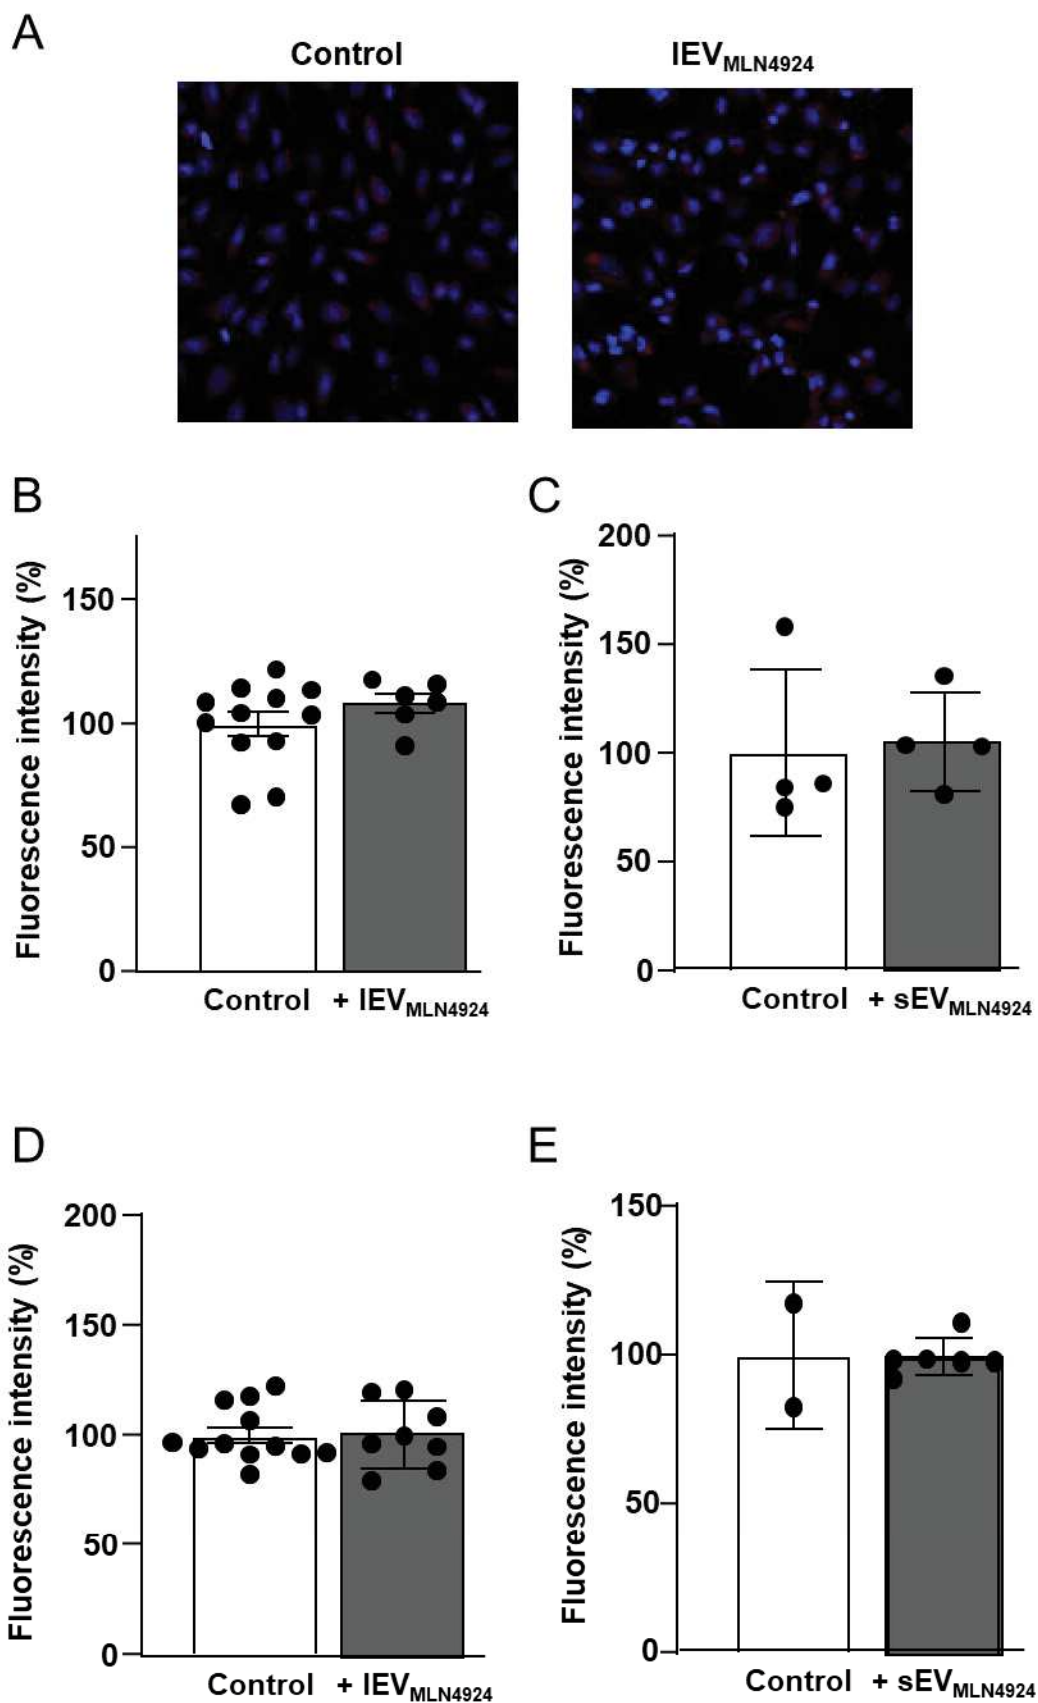 A
Control
lEVMLN4924
B
Fluorescence intensity (%)
150
100
50
0
Control
+ lEVMLN4924
C
Fluorescence intensity (%)
200
150
100
50
0
Control
+ sEVMLN4924
D
Fluorescence intensity (%)
200
150
100
50
0
Control
+ lEVMLN4924
E
Fluorescence intensity (%)
150
100
50
0
Control
+ sEVMLN4924